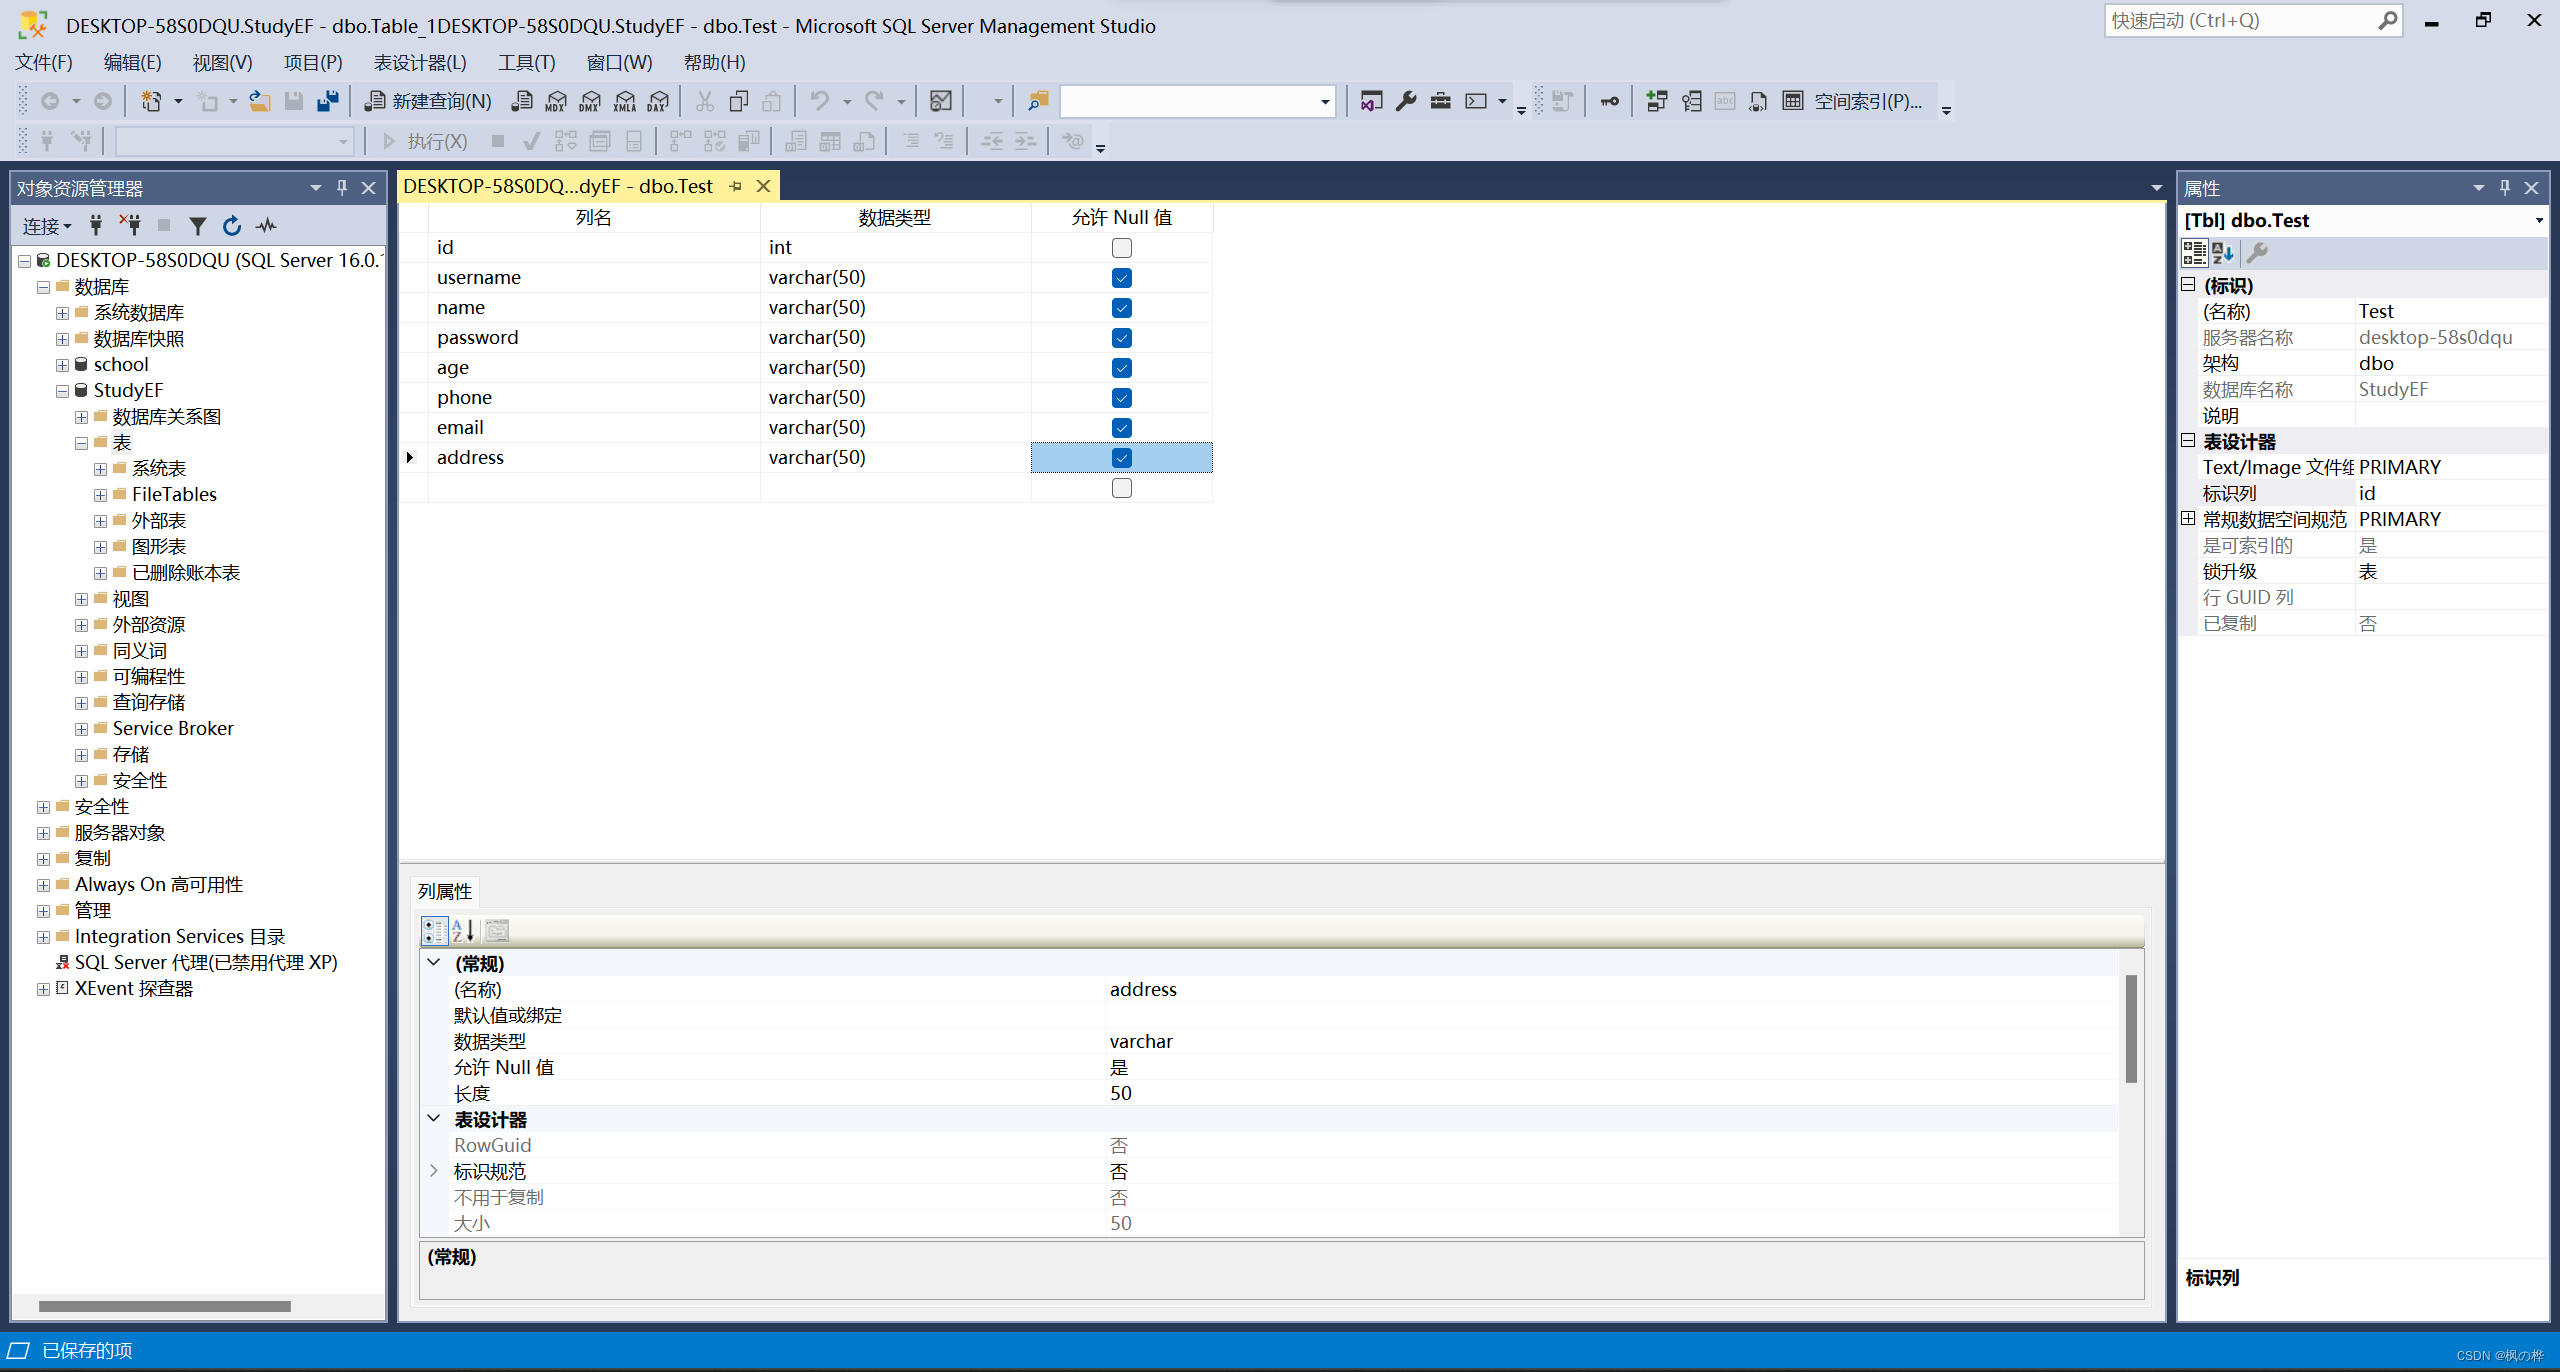 DESKTOP-58S0DQU.StudyEF - dbo.Table_1DESKTOP-58S0DQU.StudyEF - dbo.Test - Microsoft SQL Server Management Studio
快速启动 (Ctrl+Q)
文件(F) 编辑(E) 视图(V) 项目(P) 表设计器(L) 工具(T) 窗口(W) 帮助(H)
新建查询(N) MDX DMX XMLA DAX 空间索引(P)...
执行(X)
对象资源管理器
连接
DESKTOP-58S0DQU (SQL Server 16.0.
数据库
系统数据库
数据库快照
school
StudyEF
数据库关系图
表
系统表
FileTables
外部表
图形表
已删除账本表
视图
外部资源
同义词
可编程性
查询存储
Service Broker
存储
安全性
安全性
服务器对象
复制
Always On 高可用性
管理
Integration Services 目录
SQL Server 代理(已禁用代理 XP)
XEvent 探查器
DESKTOP-58S0DQ...dyEF - dbo.Test
列名 数据类型 允许 Null 值
id int
username varchar(50)
name varchar(50)
password varchar(50)
age varchar(50)
phone varchar(50)
email varchar(50)
address varchar(50)
列属性
(常规)
(名称) address
默认值或绑定
数据类型 varchar
允许 Null 值 是
长度 50
表设计器
RowGuid 否
标识规范 否
不用于复制 否
大小 50
(常规)
属性
[Tbl] dbo.Test
(标识)
(名称) Test
服务器名称 desktop-58s0dqu
架构 dbo
数据库名称 StudyEF
说明
表设计器
Text/Image 文件组 PRIMARY
标识列 id
常规数据空间规范 PRIMARY
是可索引的 是
锁升级 表
行 GUID 列
已复制 否
标识列
已保存的项
CSDN @枫の桦